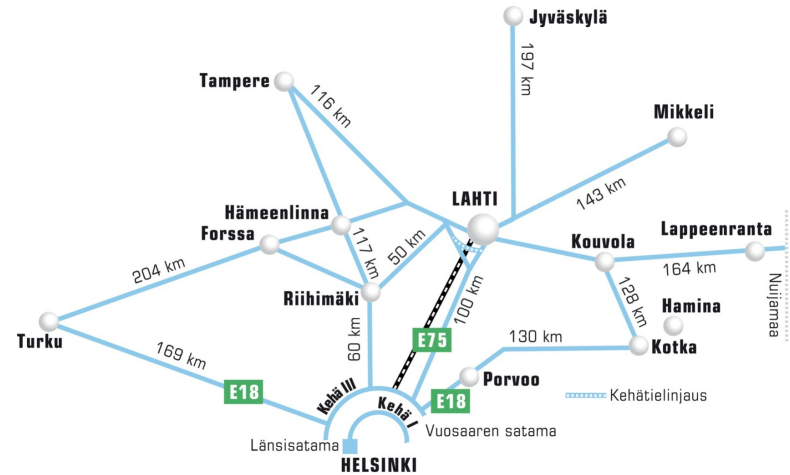 Jyväskylä
197 km
Tampere
116 km
Mikkeli
143 km
LAHTI
Hämeenlinna
Forssa
117 km
50 km
Kouvola
Lappeenranta
164 km
204 km
Riihimäki
100 km
128 km
Hamina
Nuijamaa
Turku
169 km
60 km
E75
130 km
Kotka
E18
Kehä III
Kehä I
E18
Porvoo
Kehätielinjaus
Länsisatama
Vuosaaren satama
HELSINKI